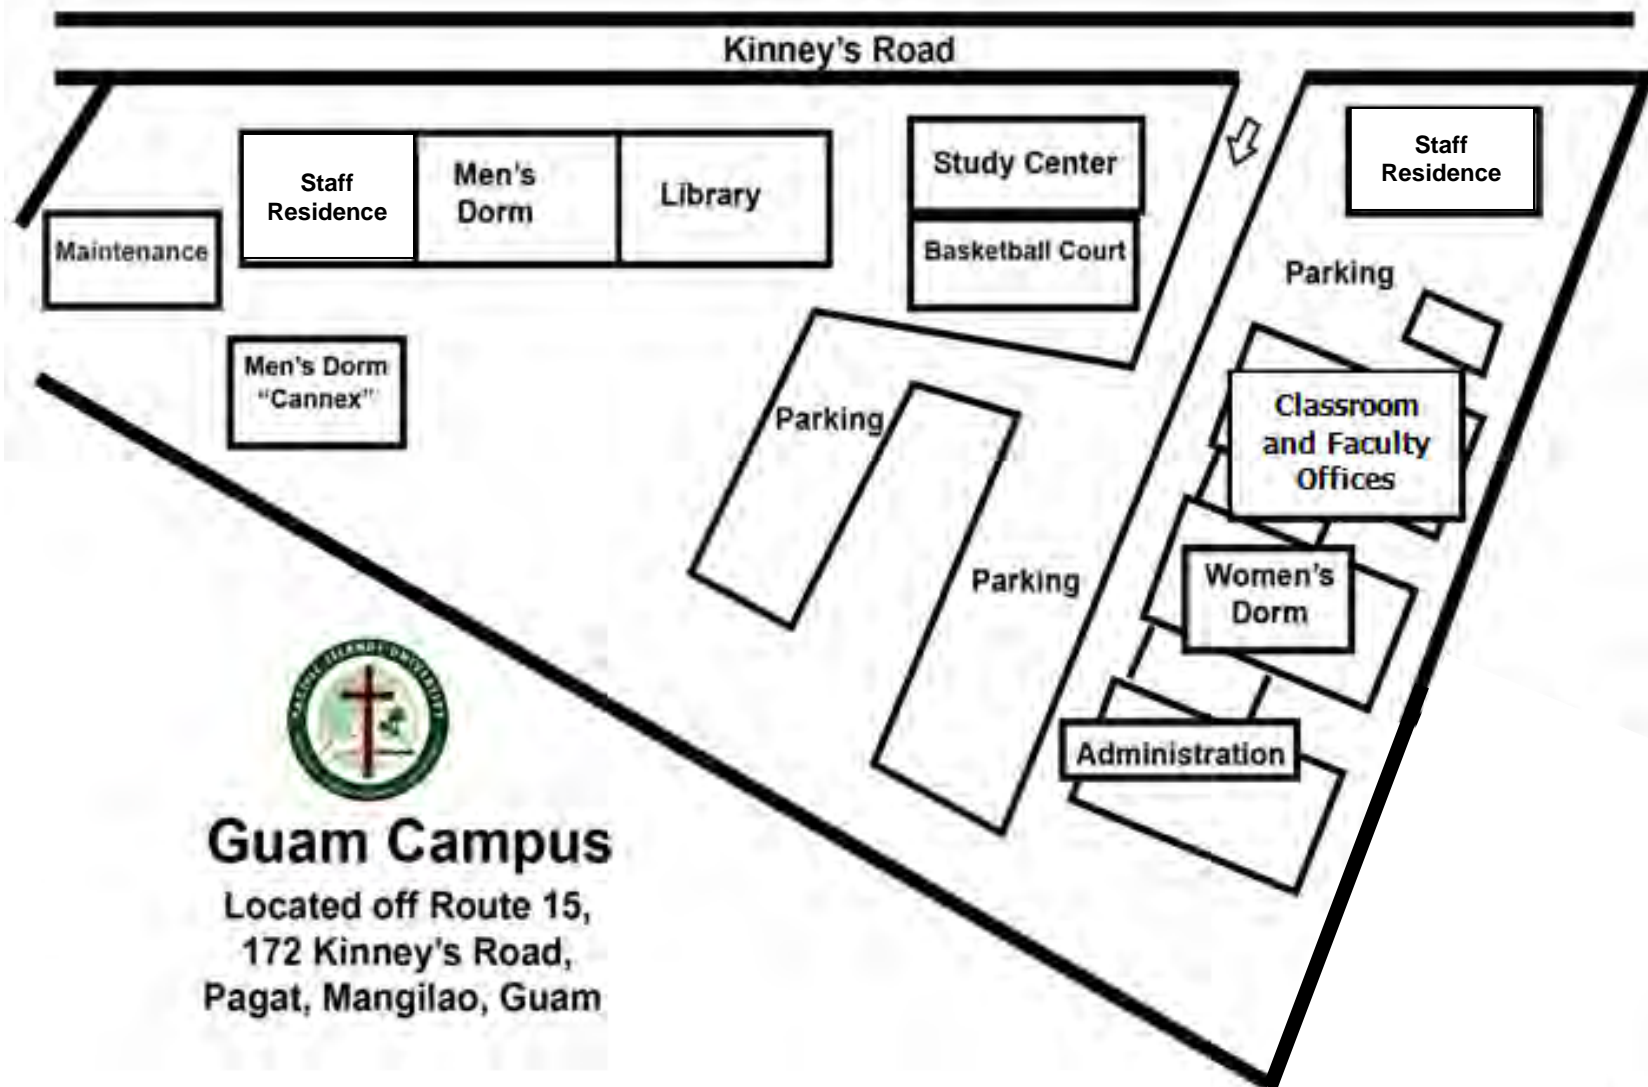 Kinney's Road
Staff
Residence
Men's
Dorm
Library
Study Center
Staff
Residence
Maintenance
Basketball Court
Parking
Men's Dorm
"Cannex"
Parking
Classroom
and Faculty
Offices
Parking
Women's
Dorm
Administration
Guam Campus
Located off Route 15,
172 Kinney's Road,
Pagat, Mangilao, Guam